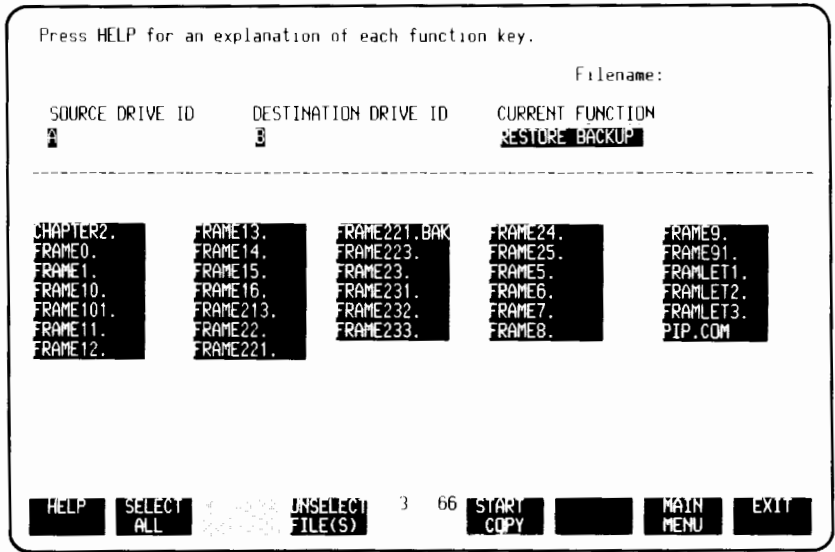 Press HELP for an explanation of each function key.
Filename:
SOURCE DRIVE ID DESTINATION DRIVE ID CURRENT FUNCTION
A B RESTORE BACKUP
CHAPTER2. FRAME13. FRAME221.BAK FRAME24. FRAME9.
FRAME0. FRAME14. FRAME223. FRAME25. FRAME91.
FRAME1. FRAME15. FRAME23. FRAME5. FRAMLET1.
FRAME10. FRAME16. FRAME231. FRAME6. FRAMLET2.
FRAME101. FRAME213. FRAME232. FRAME7. FRAMLET3.
FRAME11. FRAME22. FRAME233. FRAME8. PIP.COM
FRAME12. FRAME221.
HELP SELECT UNSELECT 3 66 START MAIN EXIT
ALL FILE(S) COPY MENU